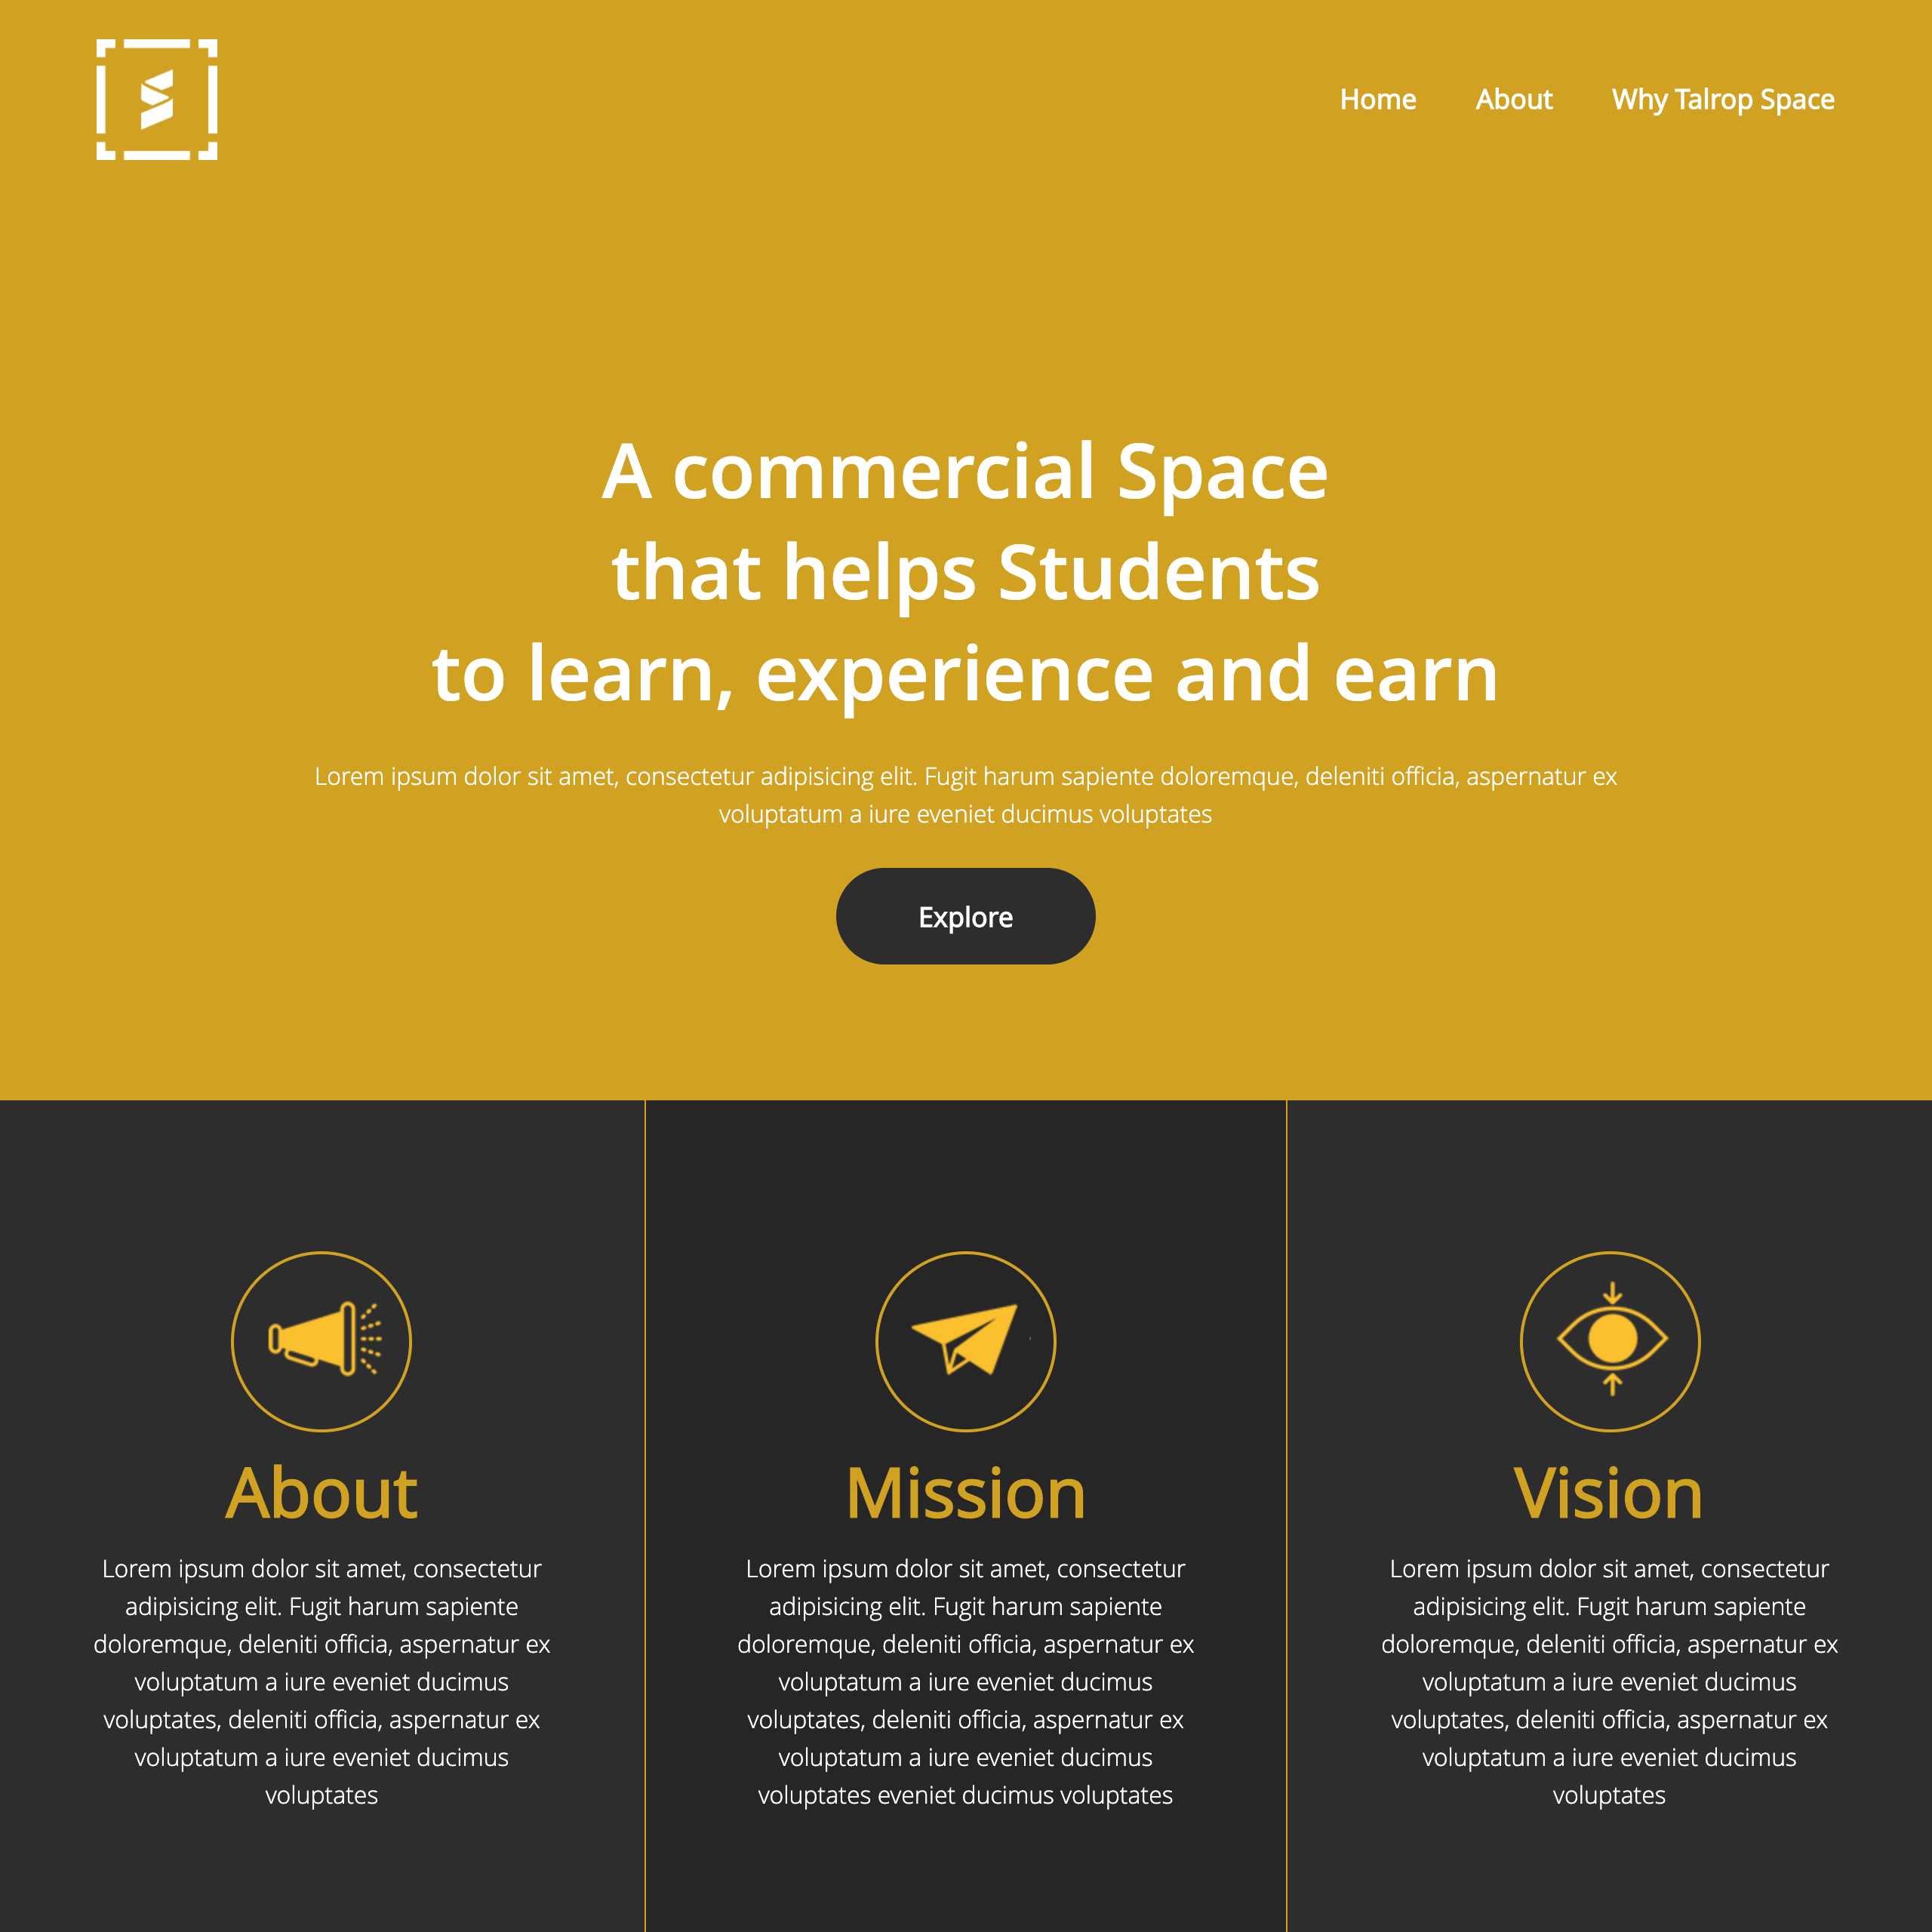 S
Home About Why Talrop Space
A commercial Space
that helps Students
to learn, experience and earn
Lorem ipsum dolor sit amet, consectetur adipisicing elit. Fugit harum sapiente doloremque, deleniti officia, aspernatur ex
voluptatum a iure eveniet ducimus voluptates
Explore
About
Lorem ipsum dolor sit amet, consectetur
adipisicing elit. Fugit harum sapiente
doloremque, deleniti officia, aspernatur ex
voluptatum a iure eveniet ducimus
voluptates, deleniti officia, aspernatur ex
voluptatum a iure eveniet ducimus
voluptates
Mission
Lorem ipsum dolor sit amet, consectetur
adipisicing elit. Fugit harum sapiente
doloremque, deleniti officia, aspernatur ex
voluptatum a iure eveniet ducimus
voluptates, deleniti officia, aspernatur ex
voluptatum a iure eveniet ducimus
voluptates eveniet ducimus voluptates
Vision
Lorem ipsum dolor sit amet, consectetur
adipisicing elit. Fugit harum sapiente
doloremque, deleniti officia, aspernatur ex
voluptatum a iure eveniet ducimus
voluptates, deleniti officia, aspernatur ex
voluptatum a iure eveniet ducimus
voluptates